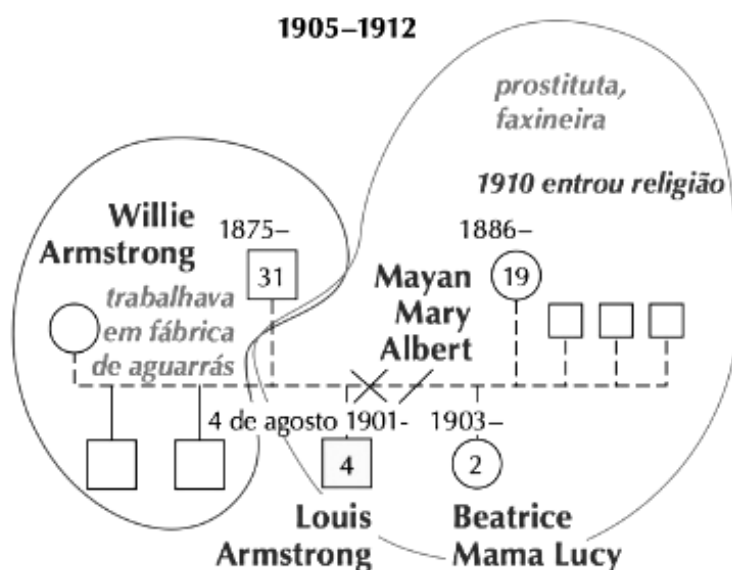 1905–1912
prostituta,
faxineira
1910 entrou religião
Willie
Armstrong
1875–
31
trabalhava
em fábrica
de aguarrás
1886–
19
Mayan
Mary
Albert
4 de agosto 1901-
4
Louis
Armstrong
1903–
2
Beatrice
Mama Lucy